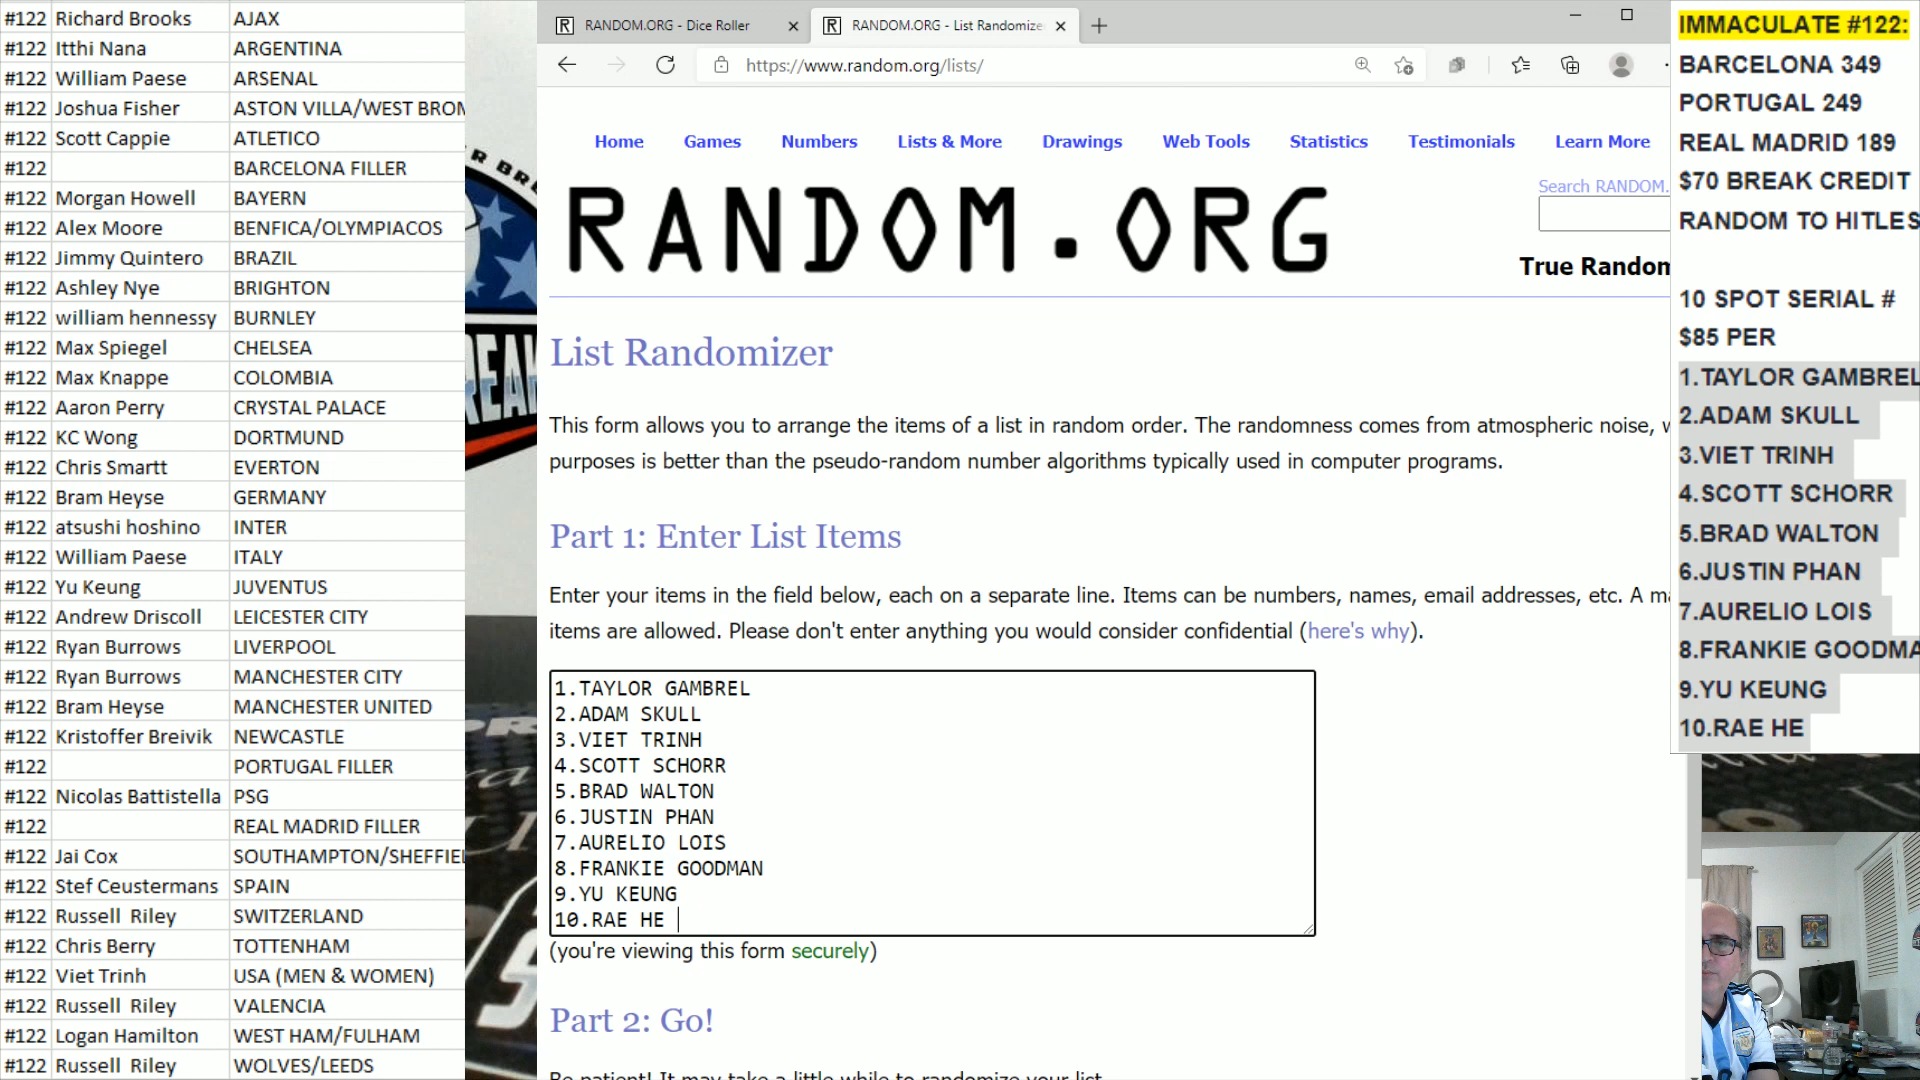 #122 Richard Brooks AJAX
#122 Itthi Nana ARGENTINA
#122 William Paese ARSENAL
#122 Joshua Fisher ASTON VILLA/WEST BROM
#122 Scott Cappie ATLETICO
#122 BARCELONA FILLER
#122 Morgan Howell BAYERN
#122 Alex Moore BENFICA/OLYMPIACOS
#122 Jimmy Quintero BRAZIL
#122 Ashley Nye BRIGHTON
#122 william hennessy BURNLEY
#122 Max Spiegel CHELSEA
#122 Max Knappe COLOMBIA
#122 Aaron Perry CRYSTAL PALACE
#122 KC Wong DORTMUND
#122 Chris Smartt EVERTON
#122 Bram Heyse GERMANY
#122 atsushi hoshino INTER
#122 William Paese ITALY
#122 Yu Keung JUVENTUS
#122 Andrew Driscoll LEICESTER CITY
#122 Ryan Burrows LIVERPOOL
#122 Ryan Burrows MANCHESTER CITY
#122 Bram Heyse MANCHESTER UNITED
#122 Kristoffer Breivik NEWCASTLE
#122 PORTUGAL FILLER
#122 Nicolas Battistella PSG
#122 REAL MADRID FILLER
#122 Jai Cox SOUTHAMPTON/SHEFFIEL
#122 Stef Ceustermans SPAIN
#122 Russell Riley SWITZERLAND
#122 Chris Berry TOTTENHAM
#122 Viet Trinh USA (MEN & WOMEN)
#122 Russell Riley VALENCIA
#122 Logan Hamilton WEST HAM/FULHAM
#122 Russell Riley WOLVES/LEEDS
RANDOM.ORG - Dice Roller
RANDOM.ORG - List Randomize
https://www.random.org/lists/
Home Games Numbers Lists & More Drawings Web Tools Statistics Testimonials Learn More
Search RANDOM.
RANDOM.ORG
True Random
List Randomizer
This form allows you to arrange the items of a list in random order. The randomness comes from atmospheric noise, w
purposes is better than the pseudo-random number algorithms typically used in computer programs.
Part 1: Enter List Items
Enter your items in the field below, each on a separate line. Items can be numbers, names, email addresses, etc. A ma
items are allowed. Please don't enter anything you would consider confidential (here's why).
1.TAYLOR GAMBREL
2.ADAM SKULL
3.VIET TRINH
4.SCOTT SCHORR
5.BRAD WALTON
6.JUSTIN PHAN
7.AURELIO LOIS
8.FRANKIE GOODMAN
9.YU KEUNG
10.RAE HE
(you're viewing this form securely)
Part 2: Go!
Be patient! It may take a little while to randomize your list
IMMACULATE #122:
BARCELONA 349
PORTUGAL 249
REAL MADRID 189
$70 BREAK CREDIT
RANDOM TO HITLES
10 SPOT SERIAL #
$85 PER
1.TAYLOR GAMBREL
2.ADAM SKULL
3.VIET TRINH
4.SCOTT SCHORR
5.BRAD WALTON
6.JUSTIN PHAN
7.AURELIO LOIS
8.FRANKIE GOODMA
9.YU KEUNG
10.RAE HE